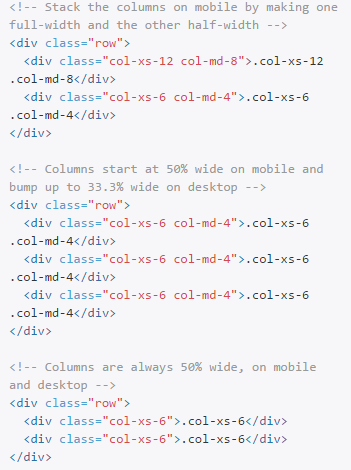 <!-- Stack the columns on mobile by making one
full-width and the other half-width -->
<div class="row">
  <div class="col-xs-12 col-md-8">.col-xs-12
.col-md-8</div>
  <div class="col-xs-6 col-md-4">.col-xs-6
.col-md-4</div>
</div>

<!-- Columns start at 50% wide on mobile and
bump up to 33.3% wide on desktop -->
<div class="row">
  <div class="col-xs-6 col-md-4">.col-xs-6
.col-md-4</div>
  <div class="col-xs-6 col-md-4">.col-xs-6
.col-md-4</div>
  <div class="col-xs-6 col-md-4">.col-xs-6
.col-md-4</div>
</div>

<!-- Columns are always 50% wide, on mobile
and desktop -->
<div class="row">
  <div class="col-xs-6">.col-xs-6</div>
  <div class="col-xs-6">.col-xs-6</div>
</div>